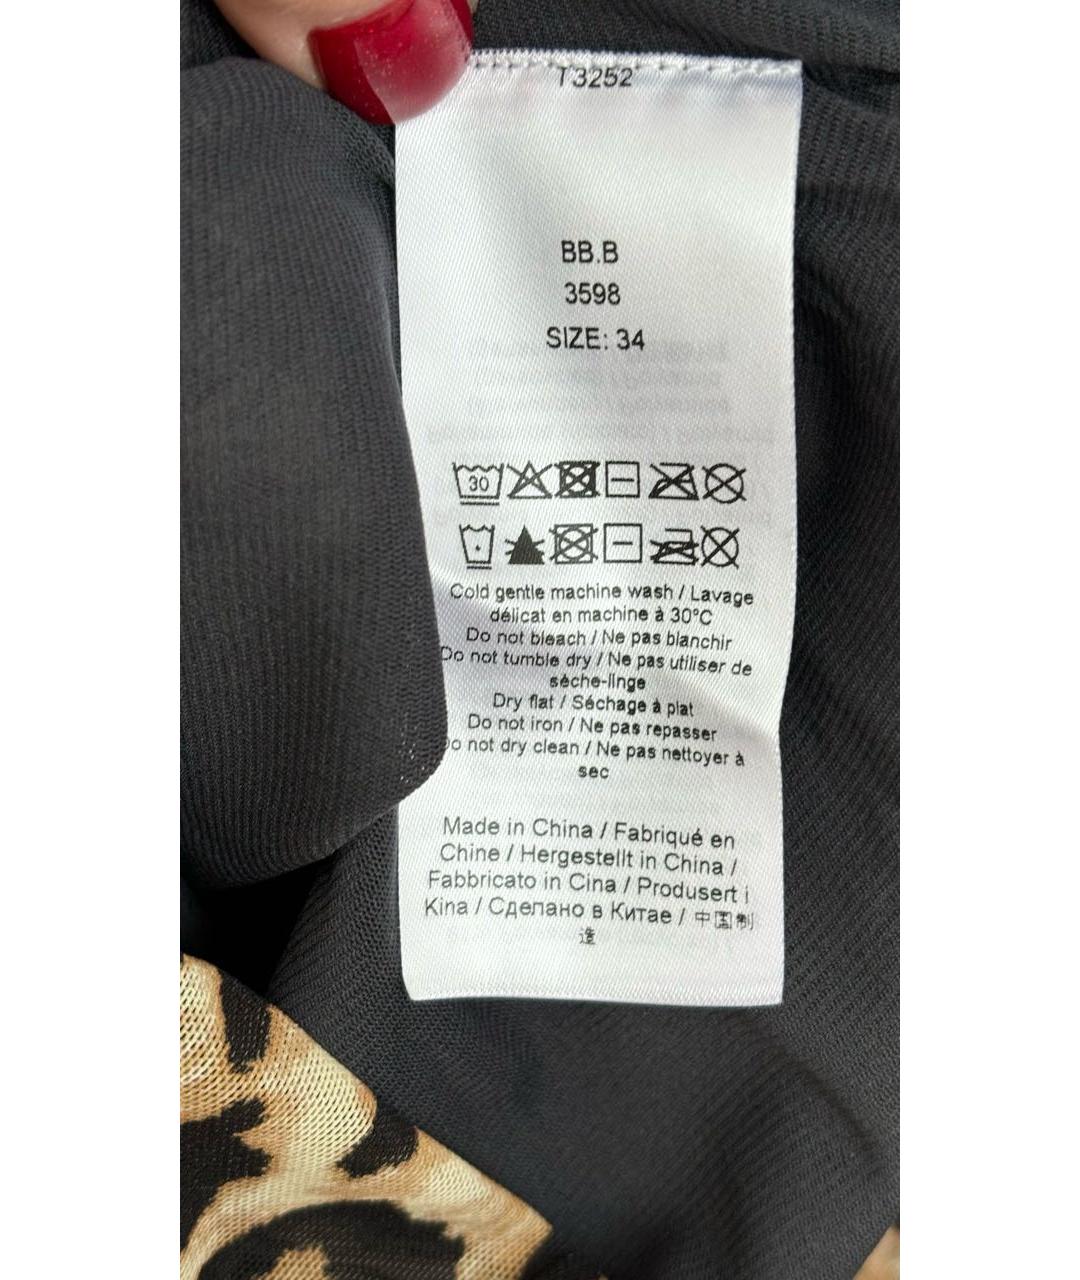 T3252
BB.B
3598
SIZE: 34
30
Cold gentle machine wash / Lavage
délicat en machine à 30°C
Do not bleach / Ne pas blanchir
Do not tumble dry / Ne pas utiliser de
sèche-linge
Dry flat / Séchage à plat
Do not iron / Ne pas repasser
Do not dry clean / Ne pas nettoyer à
sec
Made in China / Fabriqué en
Chine / Hergestellt in China /
Fabbricato in Cina / Produsert i
Kina / Сделано в Китае / 中国制
造